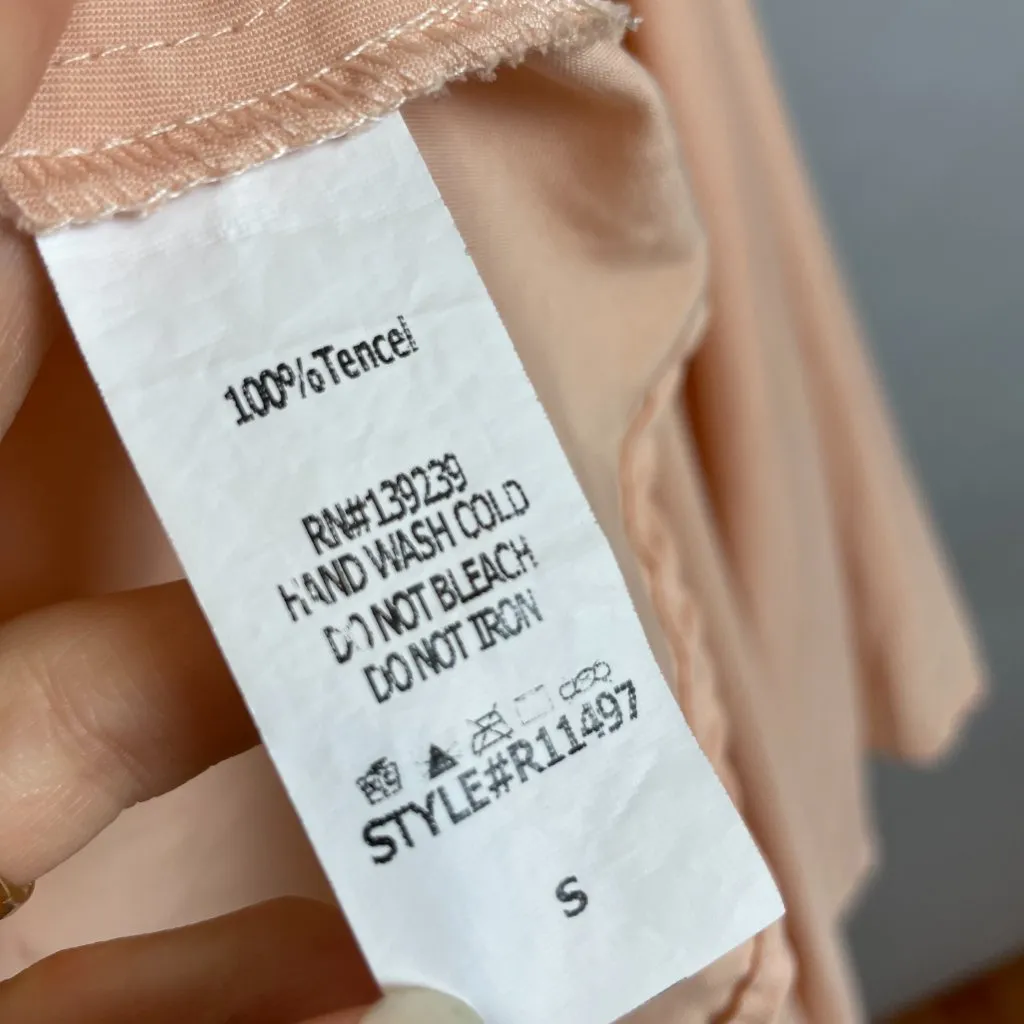 100%Tencel
RN#139239
HAND WASH COLD
DO NOT BLEACH
DO NOT IRON
STYLE#R11497
S